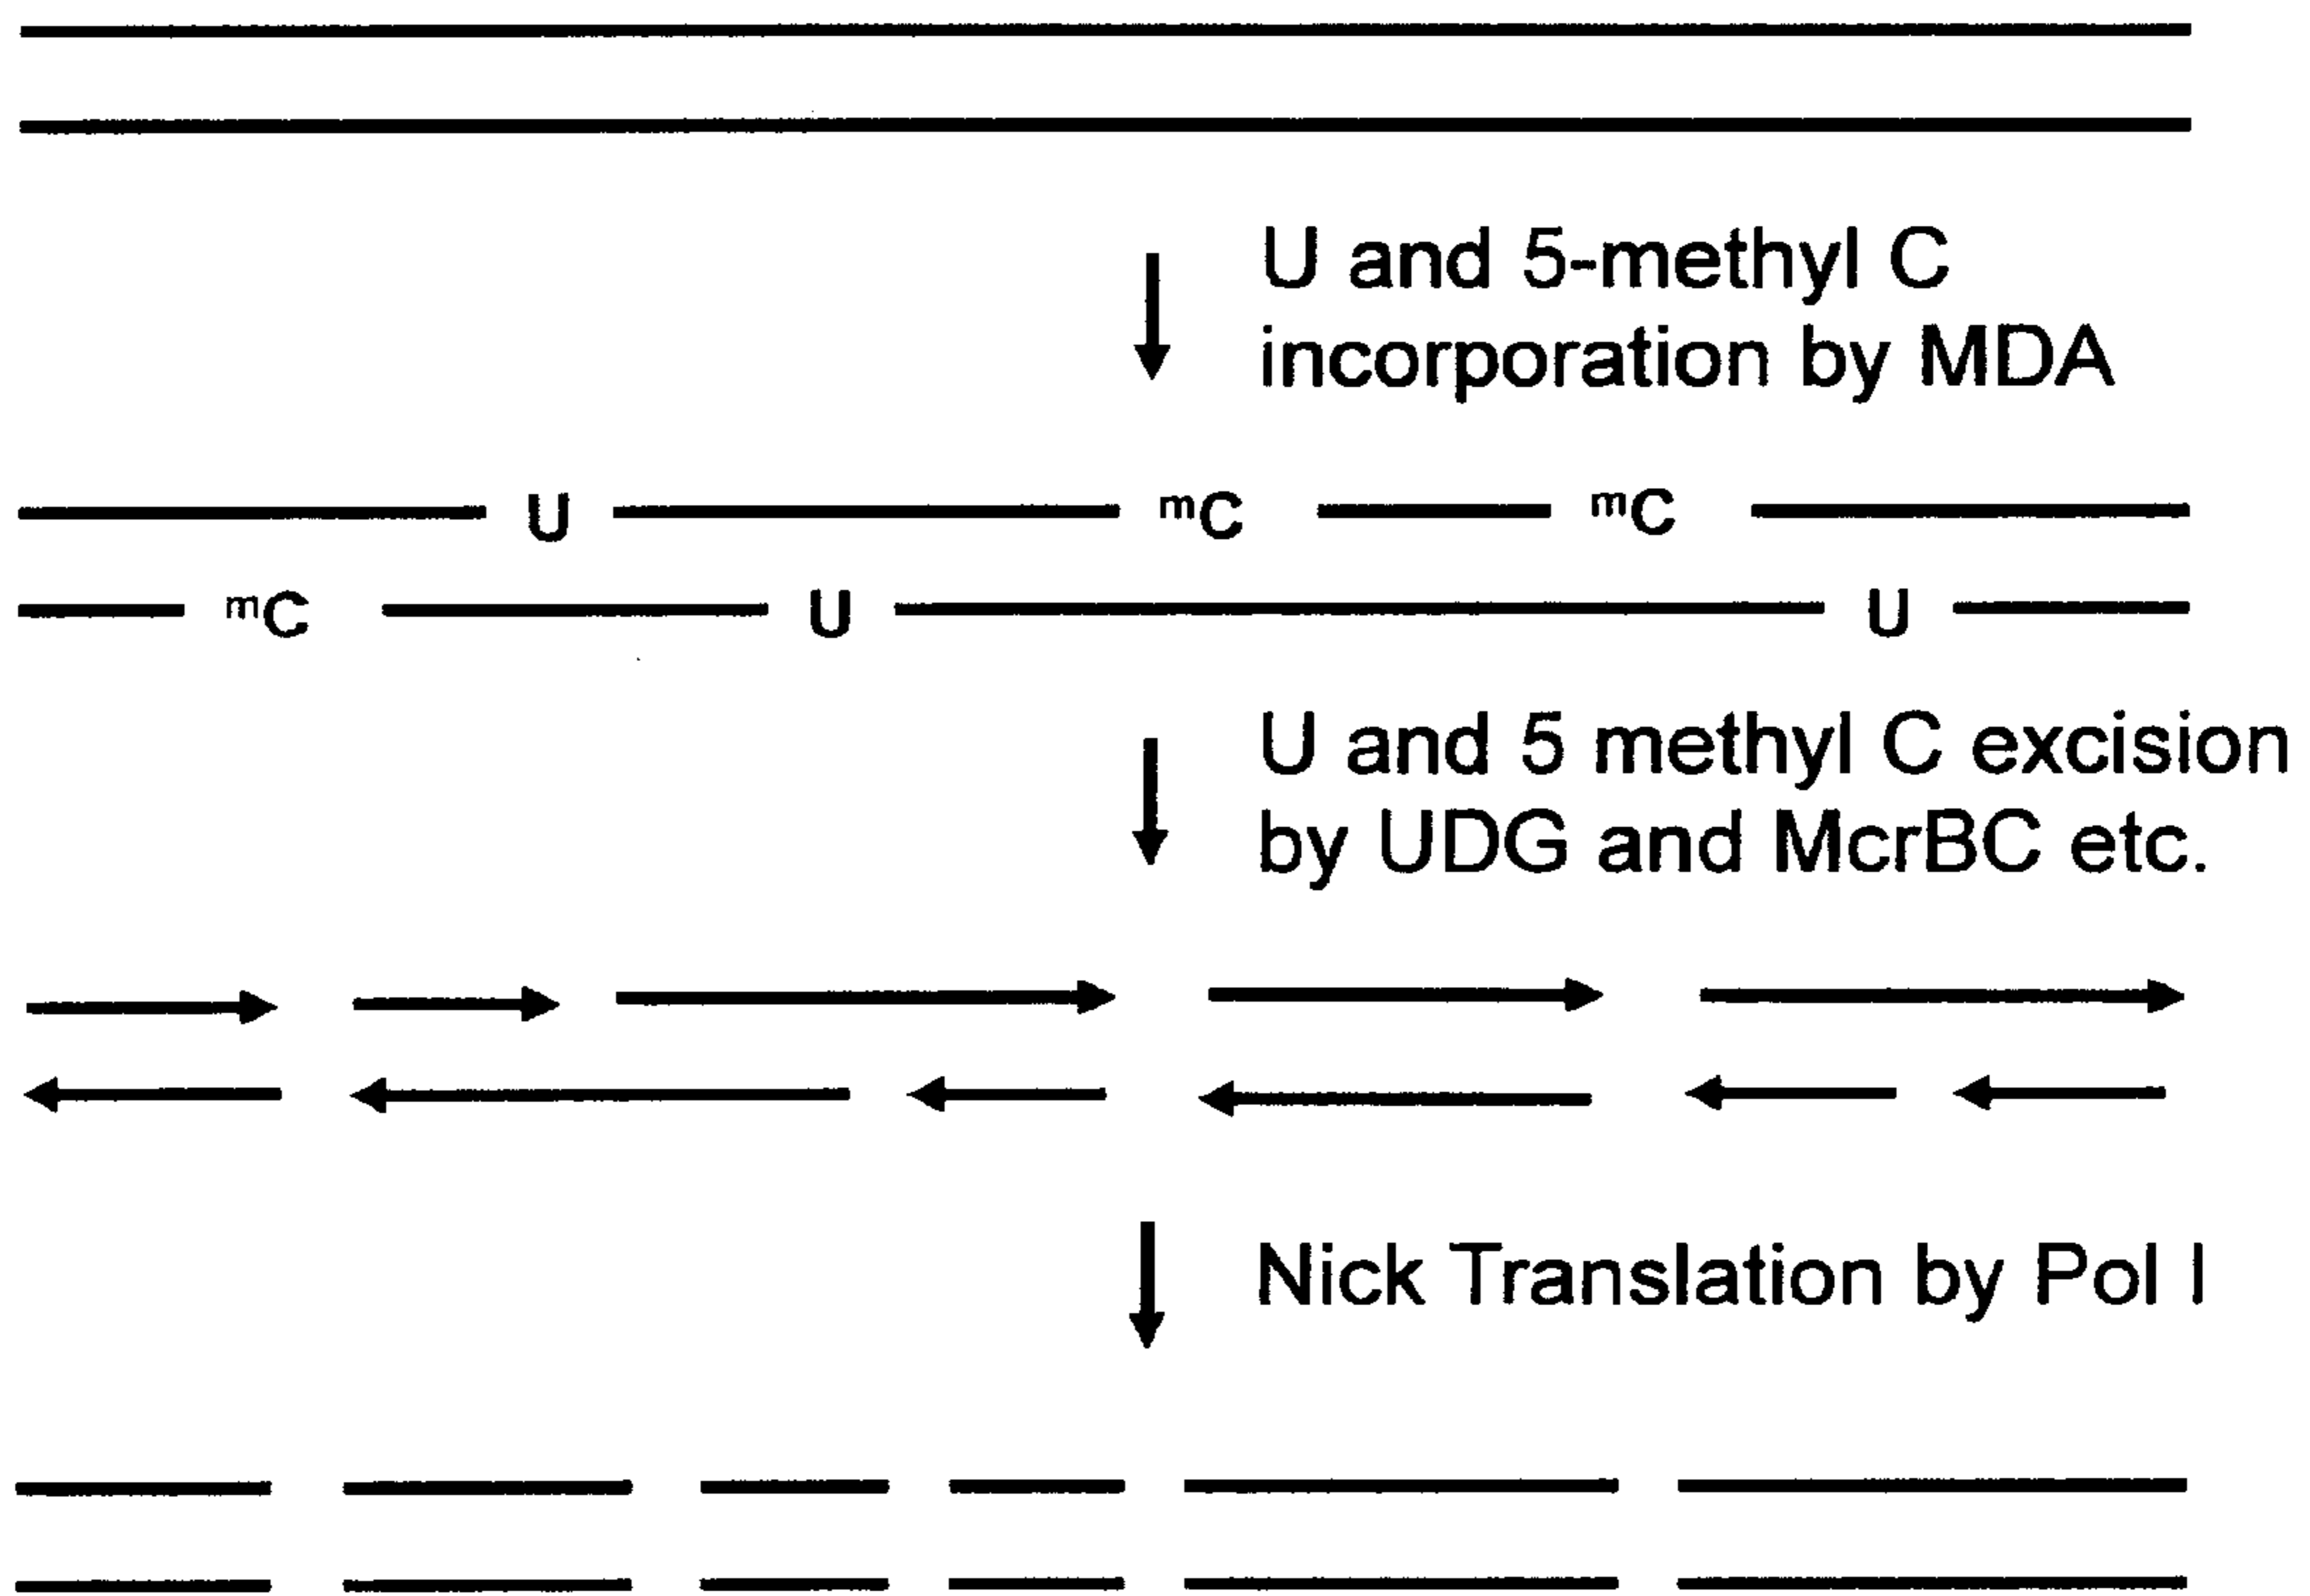 U and 5-methyl C
incorporation by MDA
U mC mC
mC U U
U and 5 methyl C excision
by UDG and McrBC etc.
Nick Translation by Pol I